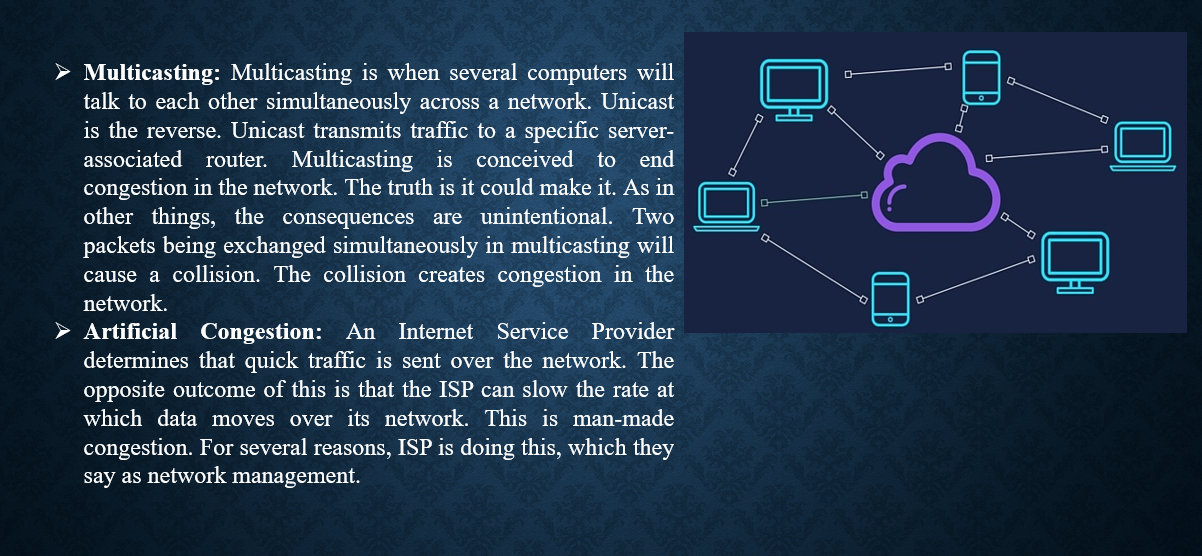 ➢ Multicasting: Multicasting is when several computers will
talk to each other simultaneously across a network. Unicast
is the reverse. Unicast transmits traffic to a specific server-
associated router. Multicasting is conceived to end
congestion in the network. The truth is it could make it. As in
other things, the consequences are unintentional. Two
packets being exchanged simultaneously in multicasting will
cause a collision. The collision creates congestion in the
network.
➢ Artificial Congestion: An Internet Service Provider
determines that quick traffic is sent over the network. The
opposite outcome of this is that the ISP can slow the rate at
which data moves over its network. This is man-made
congestion. For several reasons, ISP is doing this, which they
say as network management.